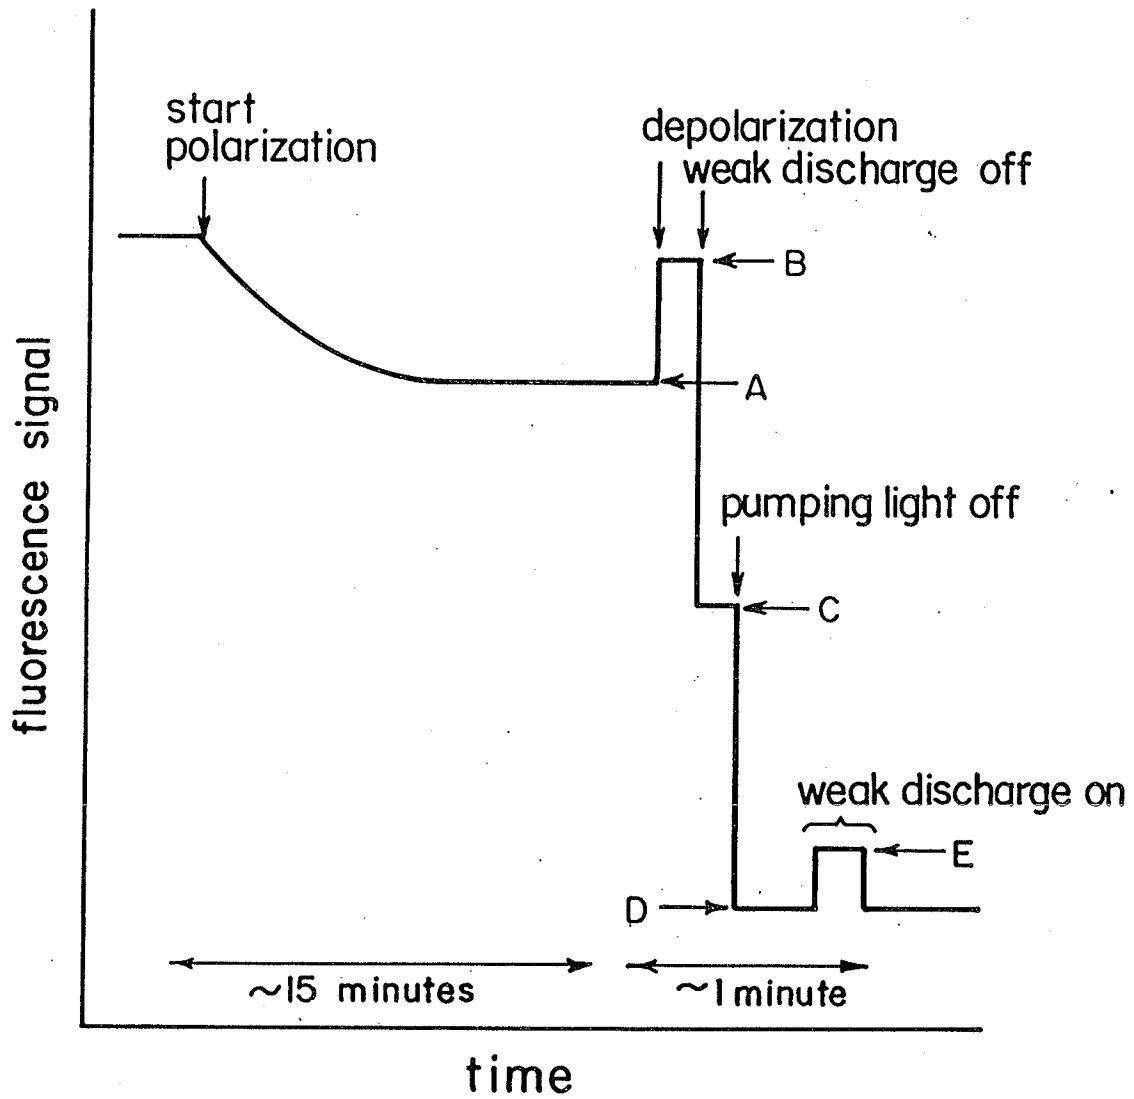 start
polarization
depolarization
weak discharge off
B
A
pumping light off
C
weak discharge on
E
D
~15 minutes
~1 minute
fluorescence signal
time